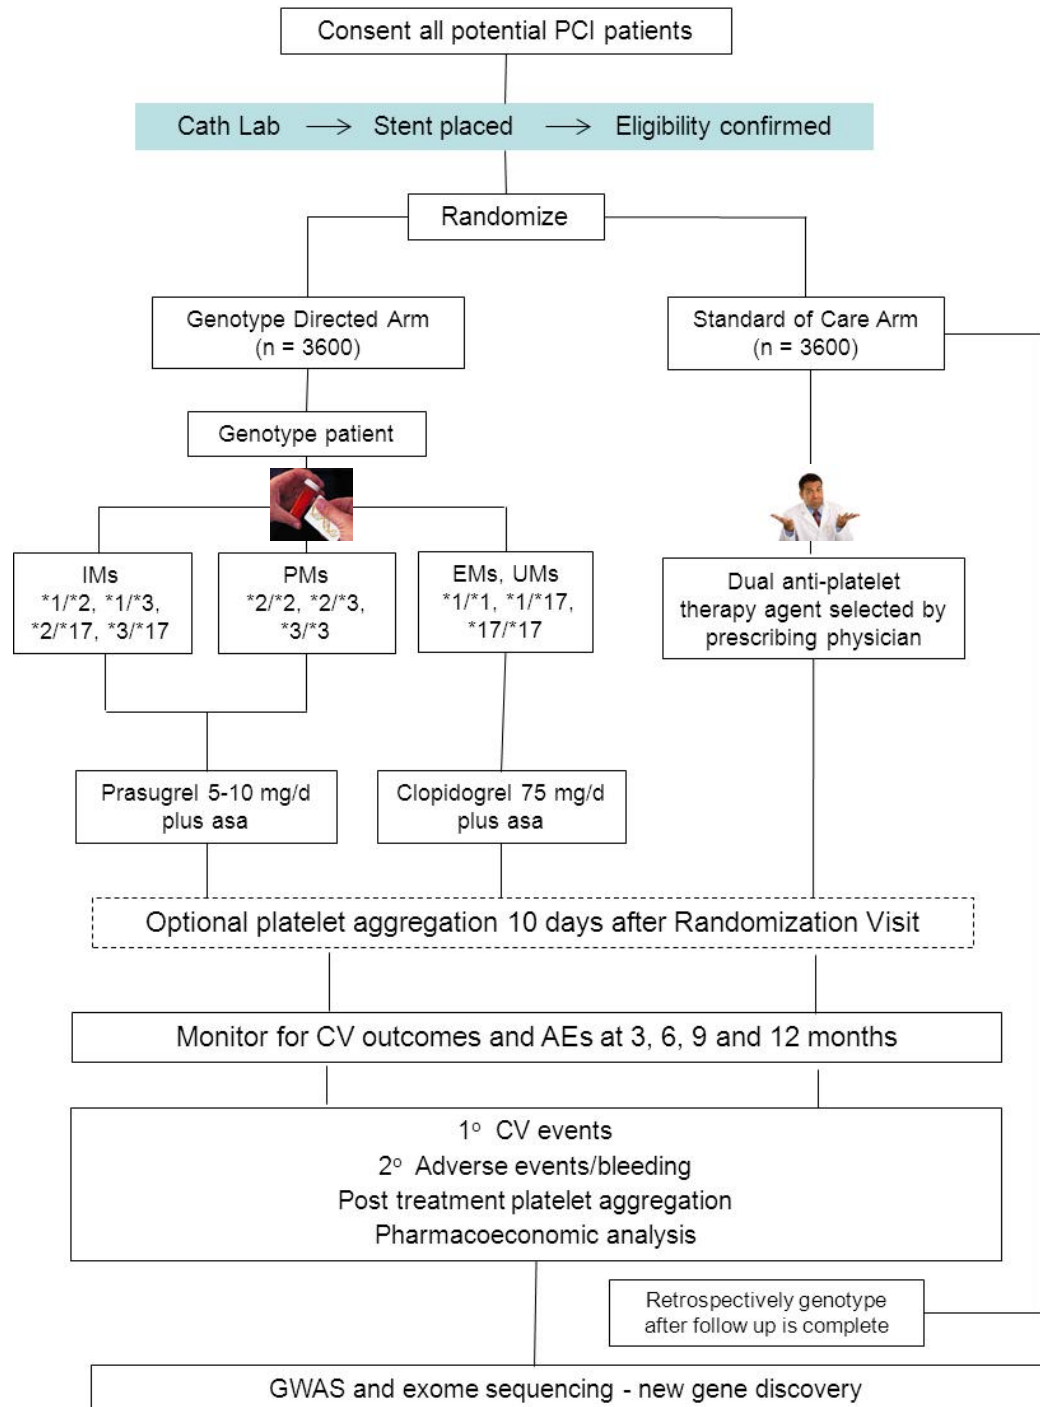 Consent all potential PCI patients
Cath Lab → Stent placed → Eligibility confirmed
Randomize
Genotype Directed Arm
(n = 3600)
Standard of Care Arm
(n = 3600)
Genotype patient
IMs
*1/*2, *1/*3,
*2/*17, *3/*17
PMs
*2/*2, *2/*3,
*3/*3
EMs, UMs
*1/*1, *1/*17,
*17/*17
Dual anti-platelet
therapy agent selected by
prescribing physician
Prasugrel 5-10 mg/d
plus asa
Clopidogrel 75 mg/d
plus asa
Optional platelet aggregation 10 days after Randomization Visit
Monitor for CV outcomes and AEs at 3, 6, 9 and 12 months
1º CV events
2º Adverse events/bleeding
Post treatment platelet aggregation
Pharmacoeconomic analysis
Retrospectively genotype
after follow up is complete
GWAS and exome sequencing - new gene discovery